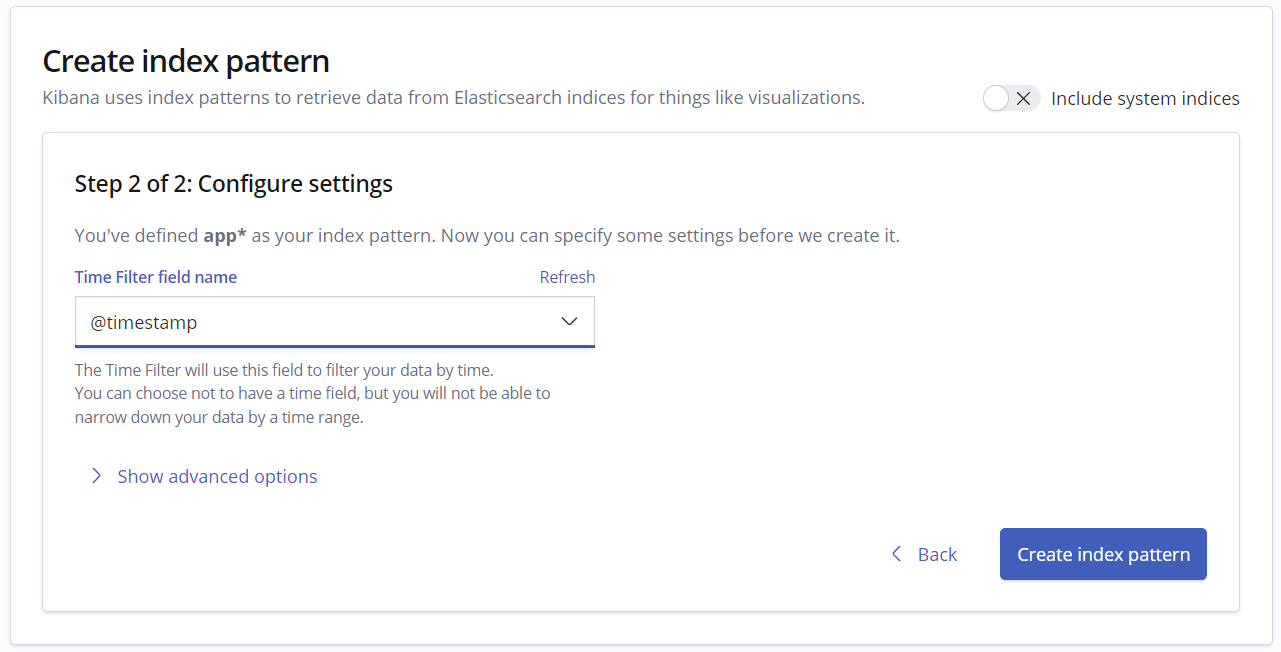 Create index pattern
Kibana uses index patterns to retrieve data from Elasticsearch indices for things like visualizations.
Include system indices
Step 2 of 2: Configure settings
You've defined app* as your index pattern. Now you can specify some settings before we create it.
Time Filter field name
Refresh
@timestamp
The Time Filter will use this field to filter your data by time.
You can choose not to have a time field, but you will not be able to
narrow down your data by a time range.
Show advanced options
Back
Create index pattern